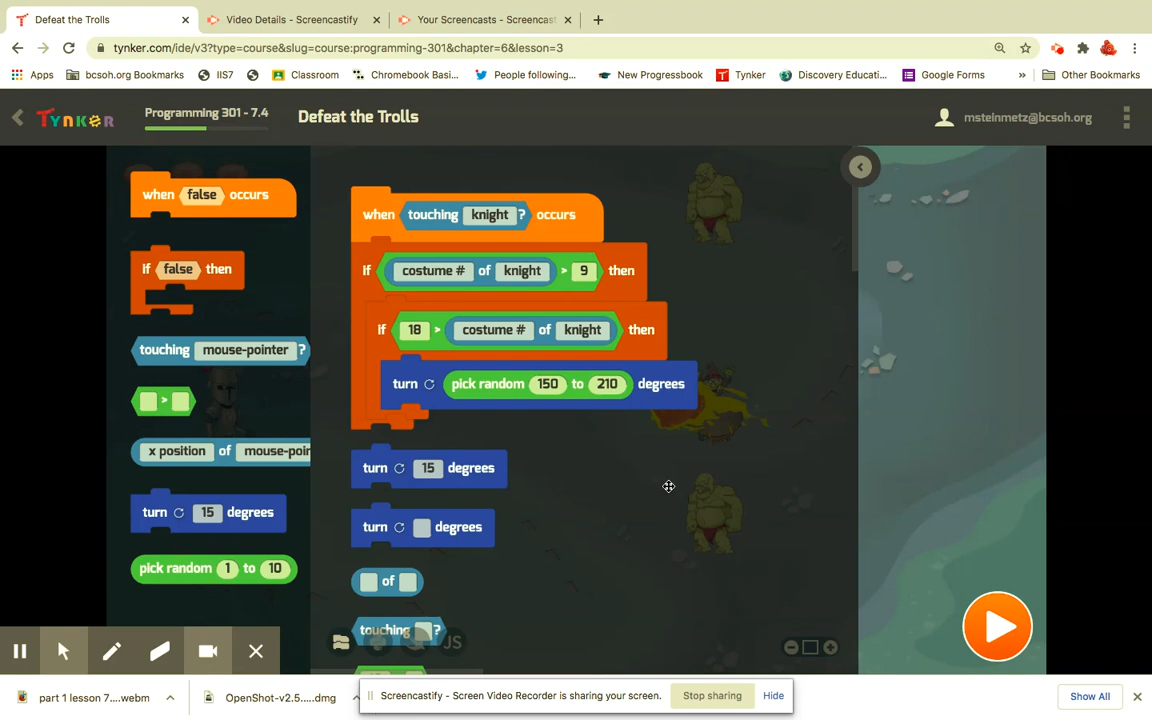 Defeat the Trolls
Video Details - Screencastify
Your Screencasts - Screencast
tynker.com/ide/v3?type=course&slug=course:programming-301&chapter=6&lesson=3
Apps
bcsoh.org Bookmarks
IIS7
Classroom
Chromebook Basi...
People following...
New Progressbook
Tynker
Discovery Educati...
Google Forms
»
Other Bookmarks
TYNKER
Programming 301 - 7.4
Defeat the Trolls
msteinmetz@bcsoh.org
when false occurs
if false then
touching mouse-pointer ?
>
x position of mouse-poin
turn 15 degrees
pick random 1 to 10
when touching knight ? occurs
if costume # of knight > 9 then
if 18 > costume # of knight then
turn pick random 150 to 210 degrees
turn 15 degrees
turn degrees
of
touching ?
JS
part 1 lesson 7....webm
OpenShot-v2.5....dmg
Screencastify - Screen Video Recorder is sharing your screen.
Stop sharing
Hide
Show All